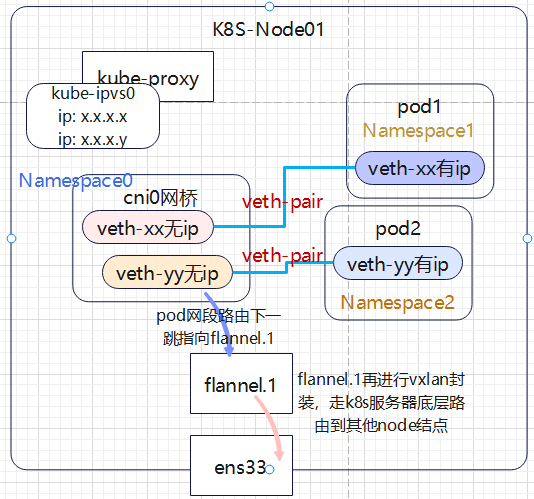 K8S-Node01
kube-proxy
kube-ipvs0
ip: x.x.x.x
ip: x.x.x.y
pod1
Namespace1
veth-xx有ip
Namespace0
cni0网桥
veth-pair
veth-xx无ip
pod2
veth-pair
veth-yy有ip
veth-yy无ip
Namespace2
pod网段路由下一
跳指向flannel.1
flannel.1
flannel.1再进行vxlan封
装，走k8s服务器底层路
由到其他node结点
ens33